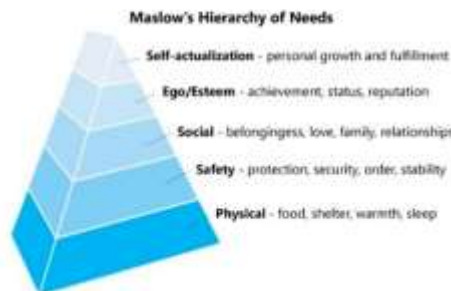 Maslow's Hierarchy of Needs
Self-actualization - personal growth and fulfillment
Ego/Esteem - achievement, status, reputation
Social - belongingess, love, family, relationships
Safety - protection, security, order, stability
Physical - food, shelter, warmth, sleep